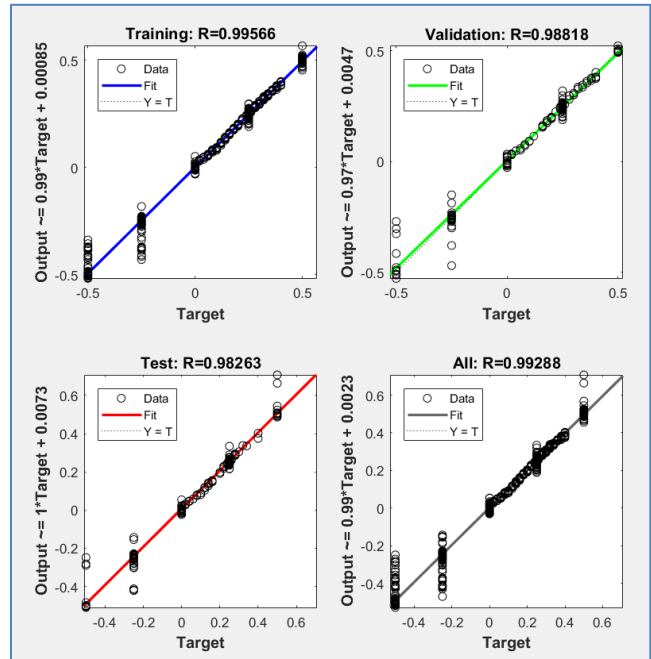 Training: R=0.99566
Output ~= 0.99*Target + 0.00085
0.5
0
-0.5
Data
Fit
Y = T
-0.5
0
0.5
Target
Validation: R=0.98818
Output ~= 0.97*Target + 0.0047
0.5
0
-0.5
Data
Fit
Y = T
-0.5
0
0.5
Target
Test: R=0.98263
Output ~= 1*Target + 0.0073
0.6
0.4
0.2
0
-0.2
-0.4
Data
Fit
Y = T
-0.4
-0.2
0
0.2
0.4
0.6
Target
All: R=0.99288
Output ~= 0.99*Target + 0.0023
0.6
0.4
0.2
0
-0.2
-0.4
Data
Fit
Y = T
-0.4
-0.2
0
0.2
0.4
0.6
Target